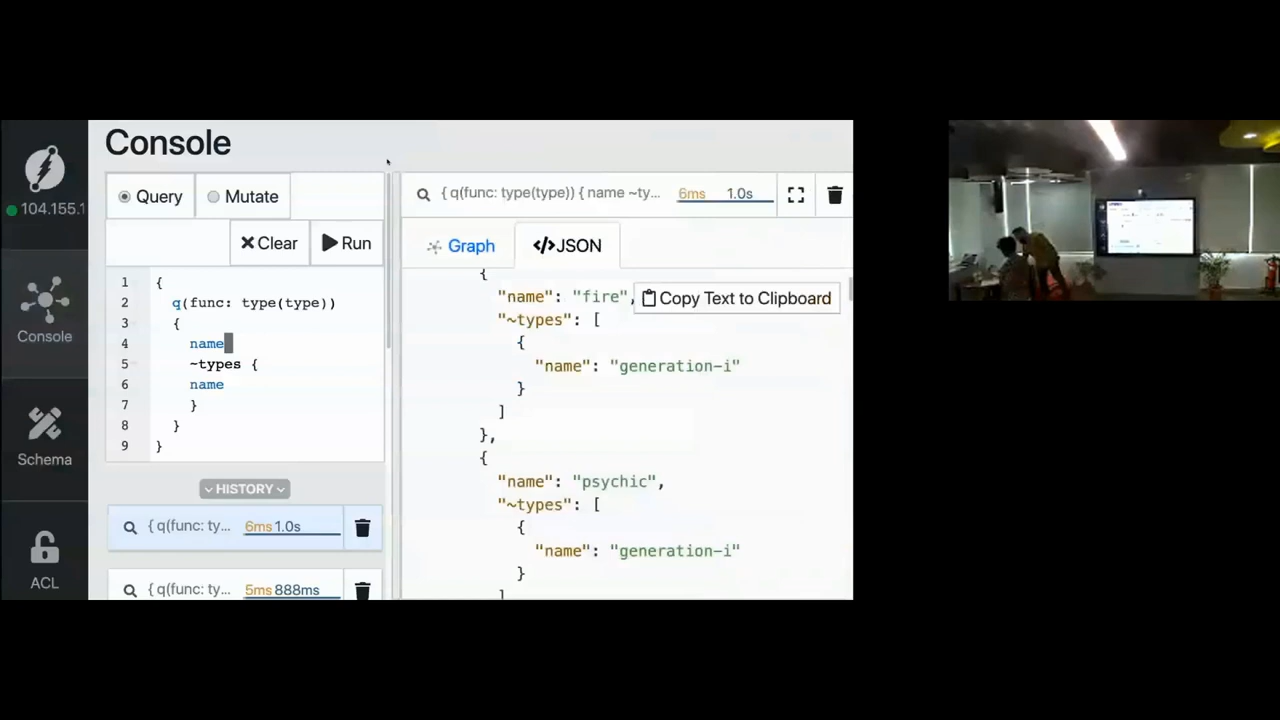 Console
104.155.1
Console
Schema
ACL
Query
Mutate
Clear
Run
1 {
2 q(func: type(type))
3 {
4 name
5 ~types {
6 name
7 }
8 }
9 }
HISTORY
{ q(func: ty... 6ms 1.0s
{ q(func: ty... 5ms 888ms
{ q(func: type(type)) { name ~ty... 6ms 1.0s
Graph
</>JSON
Copy Text to Clipboard
{
"name": "fire",
"~types": [
{
"name": "generation-i"
}
]
},
{
"name": "psychic",
"~types": [
{
"name": "generation-i"
}
]